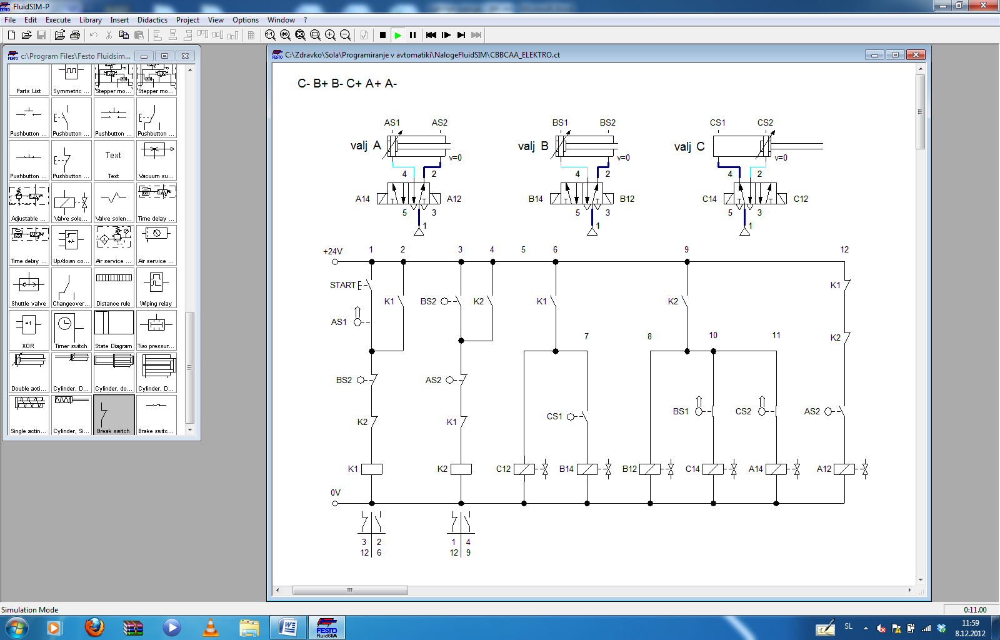 FluidSIM-P
File Edit Execute Library Insert Didactics Project View Options Window ?
c:\Program Files\Festo Fluidsim...
Parts List Symmetric ... 'Stepper mo... 'Stepper mo...
Pushbutton ... Pushbutton ... Pushbutton ... Pushbutton ...
Text
Pushbutton ... Pushbutton ... Text Vacuum su...
Adjustable ... Valve solen... Valve solen... Time delay ...
Time delay ... Up/down co... Air service ... Air service ...
Shuttle valve Changeover... Distance rule Wiping relay
XOR Timer switch State Diagram Two pressur...
Double acti... Cylinder, D... Cylinder, do... Cylinder, D...
Single actin... Cylinder, Si... Break switch Brake switc...
C:\Zdravko\Sola\Programiranje v avtomatiki\NalogeFluidSIM\CBBCAA_ELEKTRO.ct
C- B+ B- C+ A+ A-
AS1 AS2 BS1 BS2 CS1 CS2
valj A valj B valj C
v=0 v=0 v=0
4 2 4 2 4 2
A14 A12 B14 B12 C14 C12
5 3 5 3 5 3
1 1 1
+24V 1 2 3 4 5 6 9 12
START K1
K1 BS2 K2 K1 K2
AS1
7 8 10 11 K2
BS2 AS2
BS1 CS2 AS2
CS1
K2 K1
K1 K2 C12 B14 B12 C14 A14 A12
0V
3 2 1 4
12 6 12 9
Simulation Mode 0:11.00
FESTO
FluidSIM
SL
11:59
8.12.2012